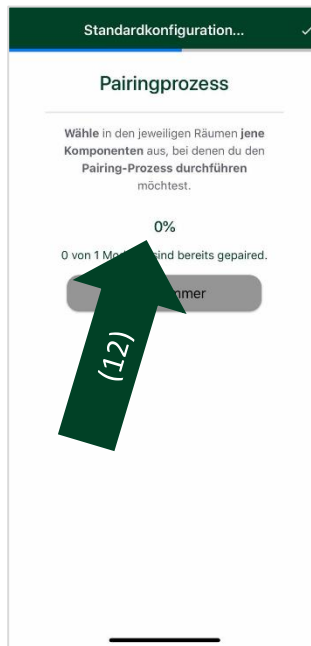 Standardkonfiguration...
Pairingprozess
Wähle in den jeweiligen Räumen jene
Komponenten aus, bei denen du den
Pairing-Prozess durchführen
möchtest.
0%
0 von 1 sind bereits gepaired.
(12)